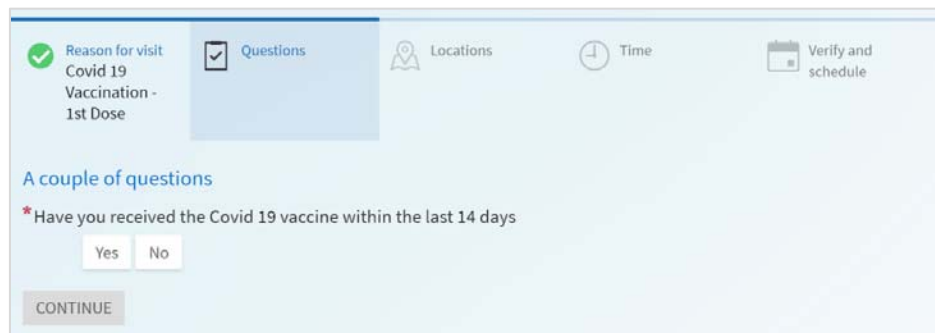 Reason for visit
Covid 19
Vaccination -
1st Dose
Questions
Locations
Time
Verify and
schedule
A couple of questions
*Have you received the Covid 19 vaccine within the last 14 days
Yes No
CONTINUE